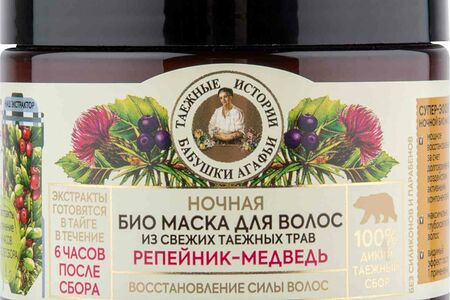 ТАЕЖНЫЕ ИСТОРИИ
БАБУШКИ АГАФЬИ
НОЧНАЯ
БИО МАСКА ДЛЯ ВОЛОС
ИЗ СВЕЖИХ ТАЕЖНЫХ ТРАВ
РЕПЕЙНИК-МЕДВЕДЬ
ВОССТАНОВЛЕНИЕ СИЛЫ ВОЛОС
ЭКСТРАКТЫ
ГОТОВЯТСЯ
В ТАЙГЕ
В ТЕЧЕНИЕ
6 ЧАСОВ
ПОСЛЕ
СБОРА
100%
ДИКИЙ
ТАЕЖНЫЙ
СБОР
БЕЗ СИЛИКОНОВ И ПАРАБЕНОВ